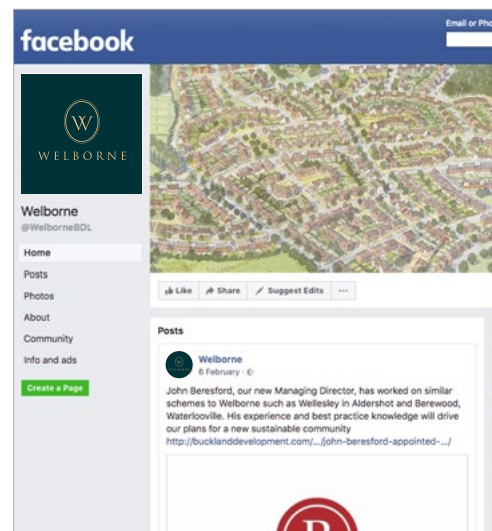 Email or Pho
facebook
W
WELBORNE
Welborne
@WelborneBDL
Home
Posts
Photos
About
Community
Info and ads
Create a Page
Like Share Suggest Edits ...
Posts
Welborne
6 February ·
John Beresford, our new Managing Director, has worked on similar
schemes to Welborne such as Wellesley in Aldershot and Berewood,
Waterlooville. His experience and best practice knowledge will drive
our plans for a new sustainable community
http://bucklanddevelopment.com/.../john-beresford-appointed-.../